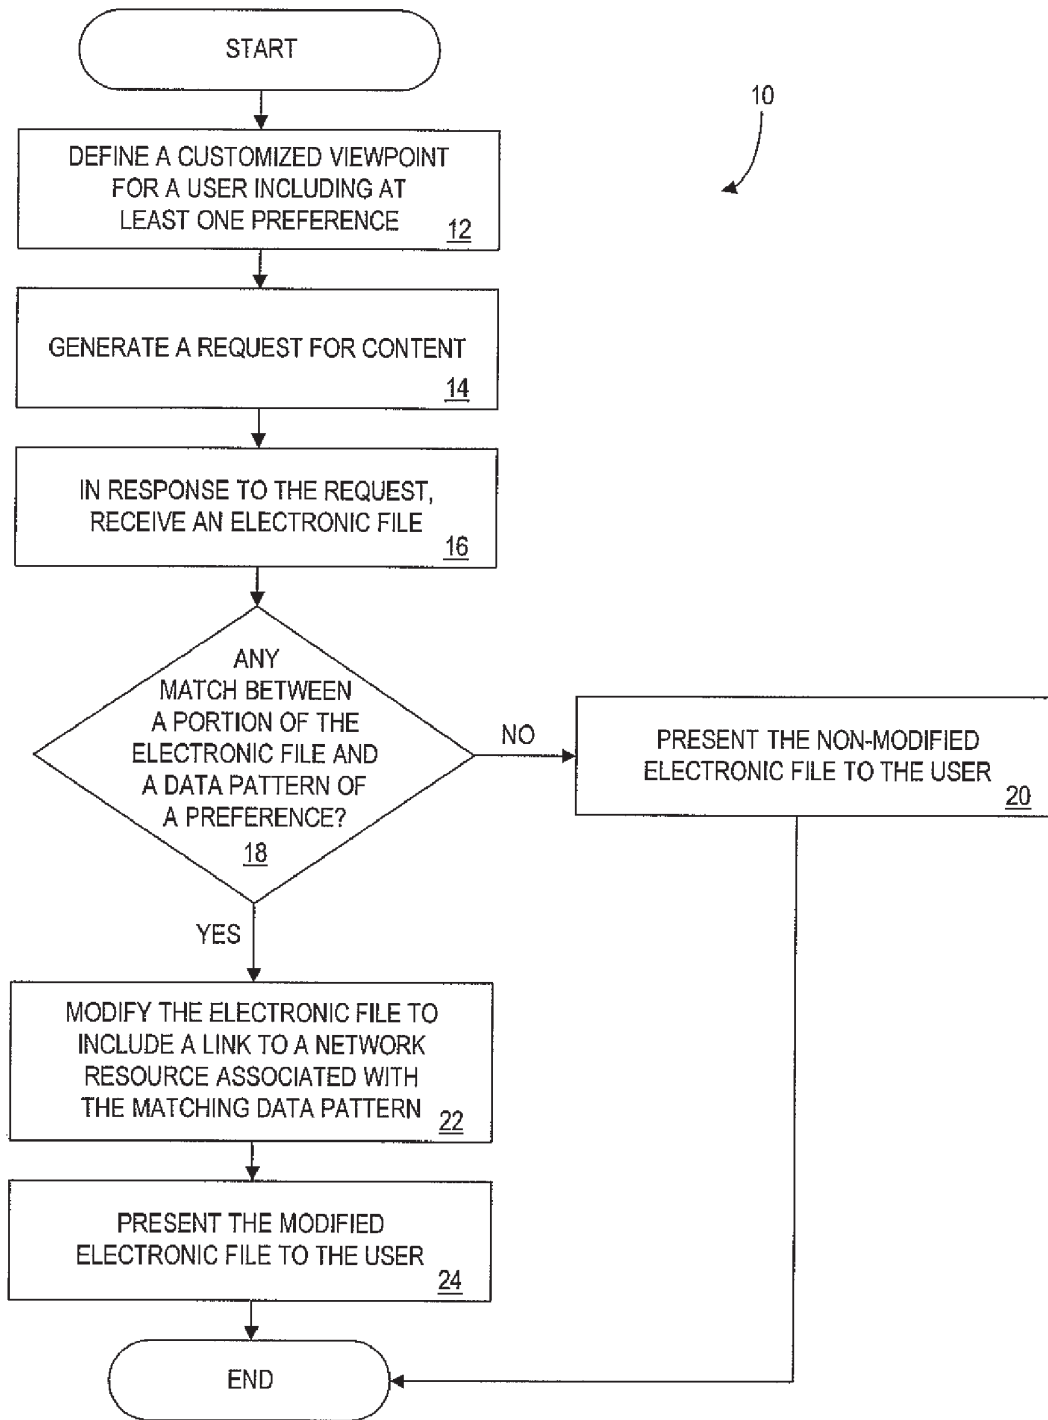 START
10
DEFINE A CUSTOMIZED VIEWPOINT
FOR A USER INCLUDING AT
LEAST ONE PREFERENCE
12
GENERATE A REQUEST FOR CONTENT
14
IN RESPONSE TO THE REQUEST,
RECEIVE AN ELECTRONIC FILE
16
ANY
MATCH BETWEEN
A PORTION OF THE
ELECTRONIC FILE AND
A DATA PATTERN OF
A PREFERENCE?
18
NO
PRESENT THE NON-MODIFIED
ELECTRONIC FILE TO THE USER
20
YES
MODIFY THE ELECTRONIC FILE TO
INCLUDE A LINK TO A NETWORK
RESOURCE ASSOCIATED WITH
THE MATCHING DATA PATTERN
22
PRESENT THE MODIFIED
ELECTRONIC FILE TO THE USER
24
END